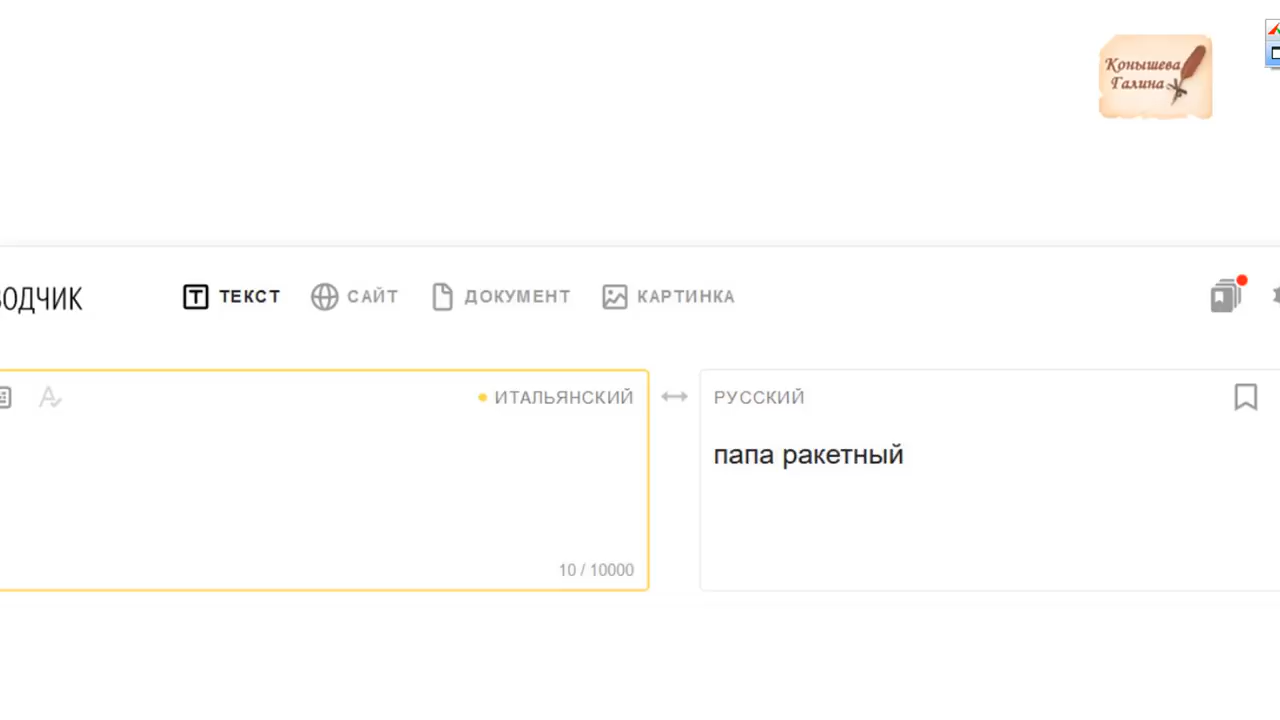 Конышева
Галина
ВОДЧИК
ТЕКСТ
САЙТ
ДОКУМЕНТ
КАРТИНКА
ИТАЛЬЯНСКИЙ
РУССКИЙ
папа ракетный
10 / 10000